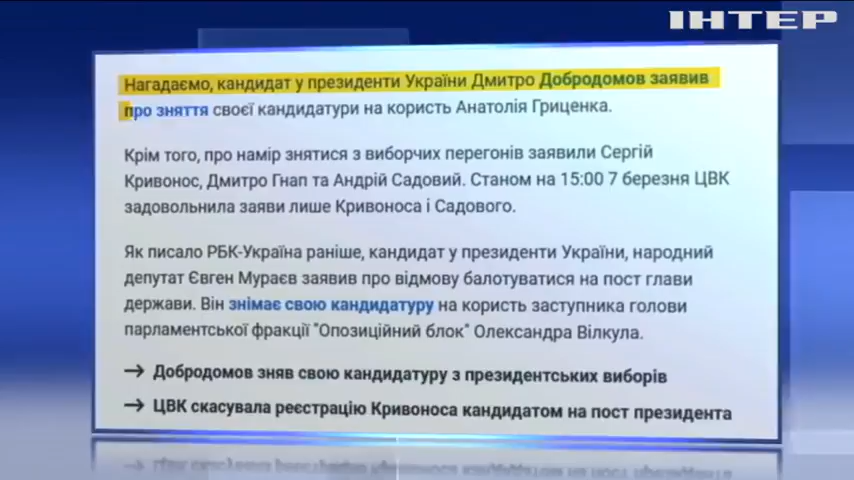 ІНТЕР
Нагадаємо, кандидат у президенти України Дмитро Добродомов заявив
про зняття своєї кандидатури на користь Анатолія Гриценка.
Крім того, про намір знятися з виборчих перегонів заявили Сергій
Кривонос, Дмитро Гнап та Андрій Садовий. Станом на 15:00 7 березня ЦВК
задовольнила заяви лише Кривоноса і Садового.
Як писало РБК-Україна раніше, кандидат у президенти України, народний
депутат Євген Мураєв заявив про відмову балотуватися на пост глави
держави. Він знімає свою кандидатуру на користь заступника голови
парламентської фракції "Опозиційний блок" Олександра Вілкула.
→ Добродомов зняв свою кандидатуру з президентських виборів
→ ЦВК скасувала реєстрацію Кривоноса кандидатом на пост президента